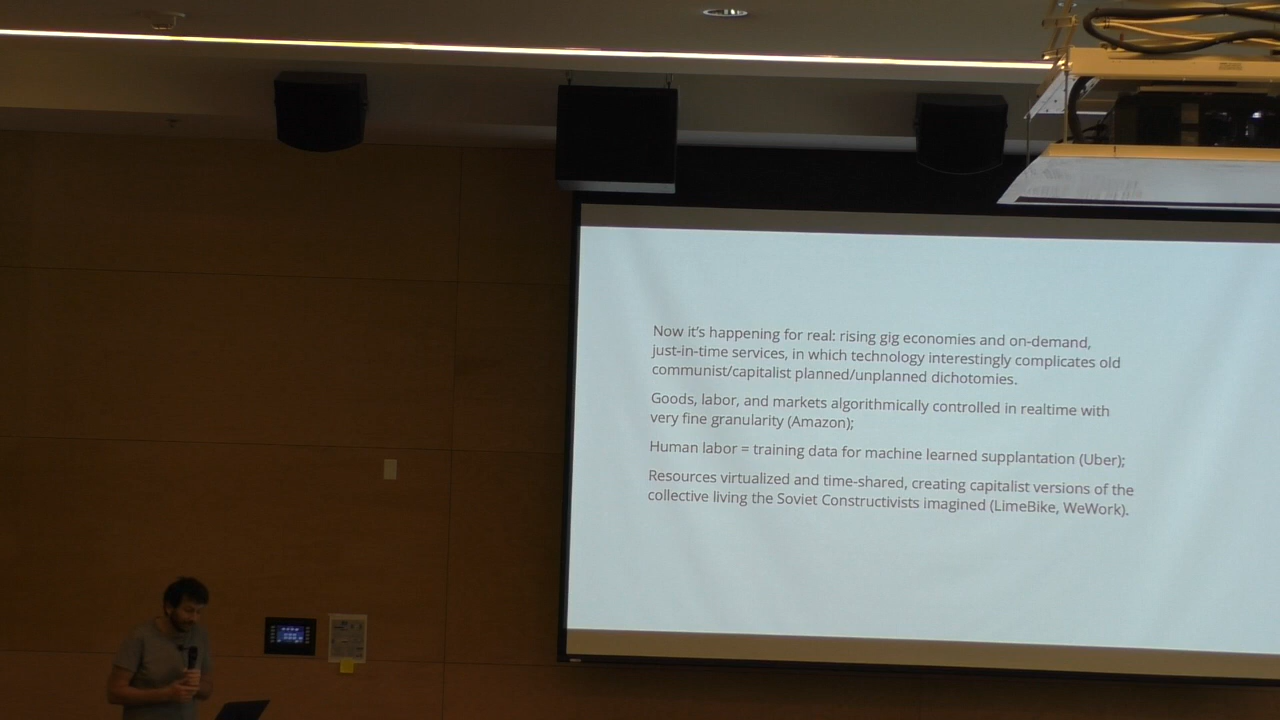 Now it's happening for real: rising gig economies and on-demand,
just-in-time services, in which technology interestingly complicates old
communist/capitalist planned/unplanned dichotomies.
Goods, labor, and markets algorithmically controlled in realtime with
very fine granularity (Amazon);
Human labor = training data for machine learned supplantation (Uber);
Resources virtualized and time-shared, creating capitalist versions of the
collective living the Soviet Constructivists imagined (LimeBike, WeWork).